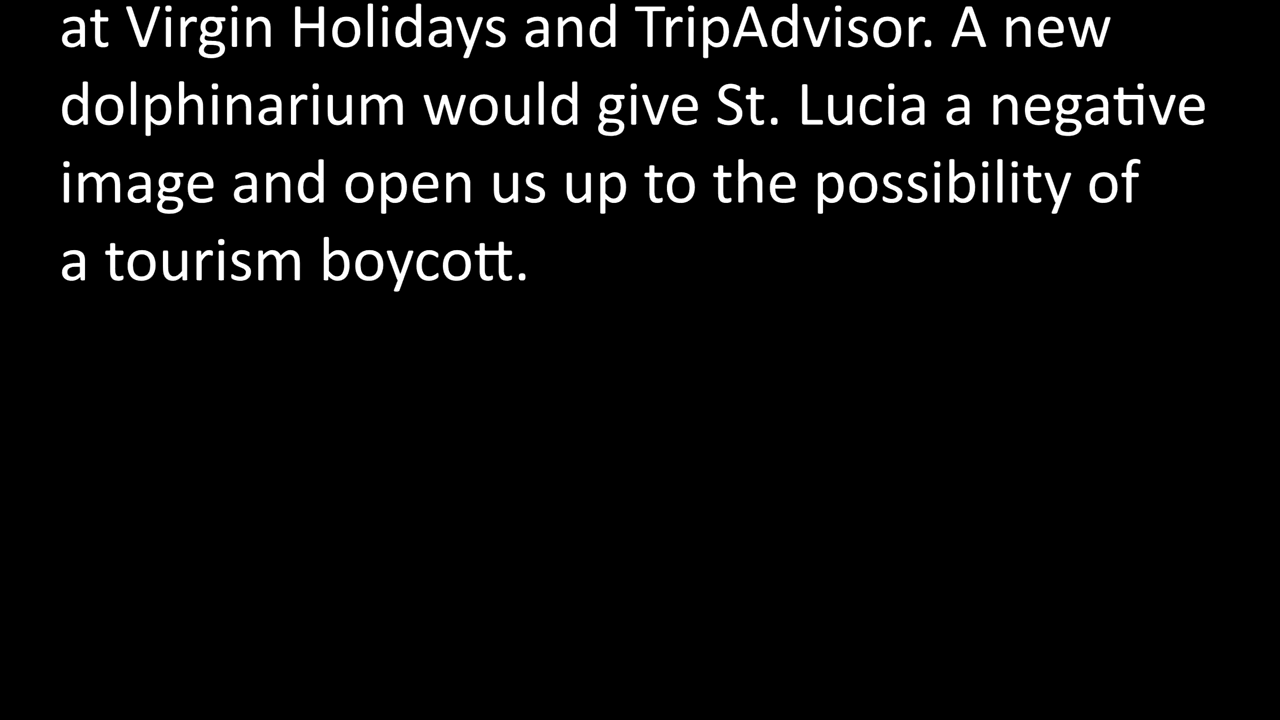 at Virgin Holidays and TripAdvisor. A new
dolphinarium would give St. Lucia a negative
image and open us up to the possibility of
a tourism boycott.